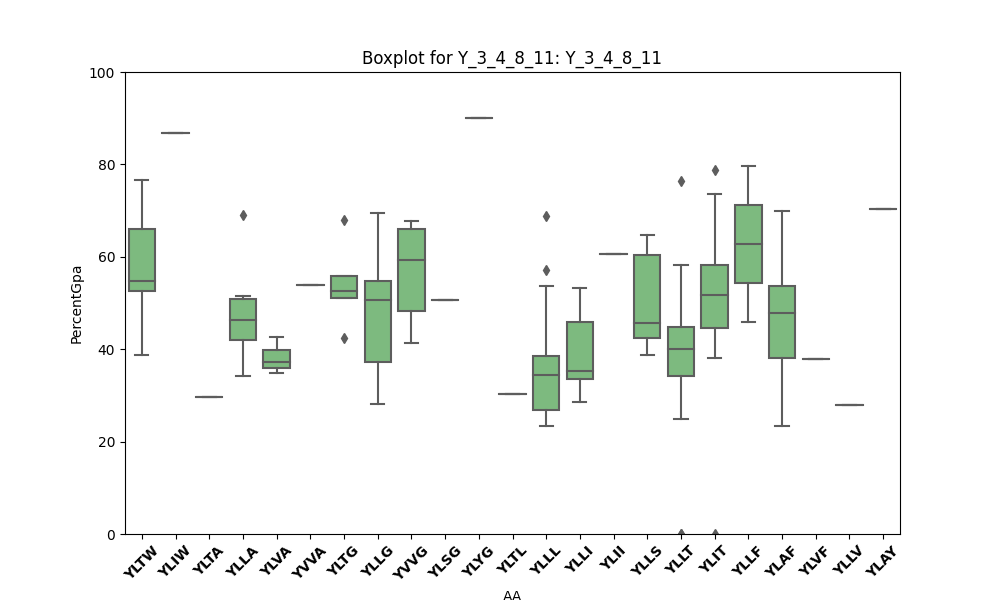 Boxplot for Y_3_4_8_11: Y_3_4_8_11
PercentGpa
100
80
60
40
20
0
YLTW YLIW YLTA YLLA YLVA YVVA YLTG YLLG YVVG YLSG YLYG YLTL YLLL YLLI YLII YLLS YLLT YLIT YLLF YLAF YLVF YLLV YLAY
AA